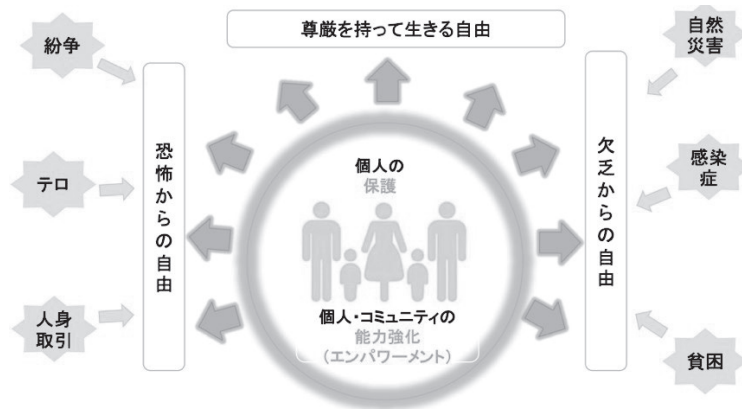 尊厳を持って生きる自由
紛争
テロ
人身
取引
恐怖からの自由
個人の
保護
個人・コミュニティの
能力強化
(エンパワーメント)
欠乏からの自由
自然
災害
感染
症
貧困